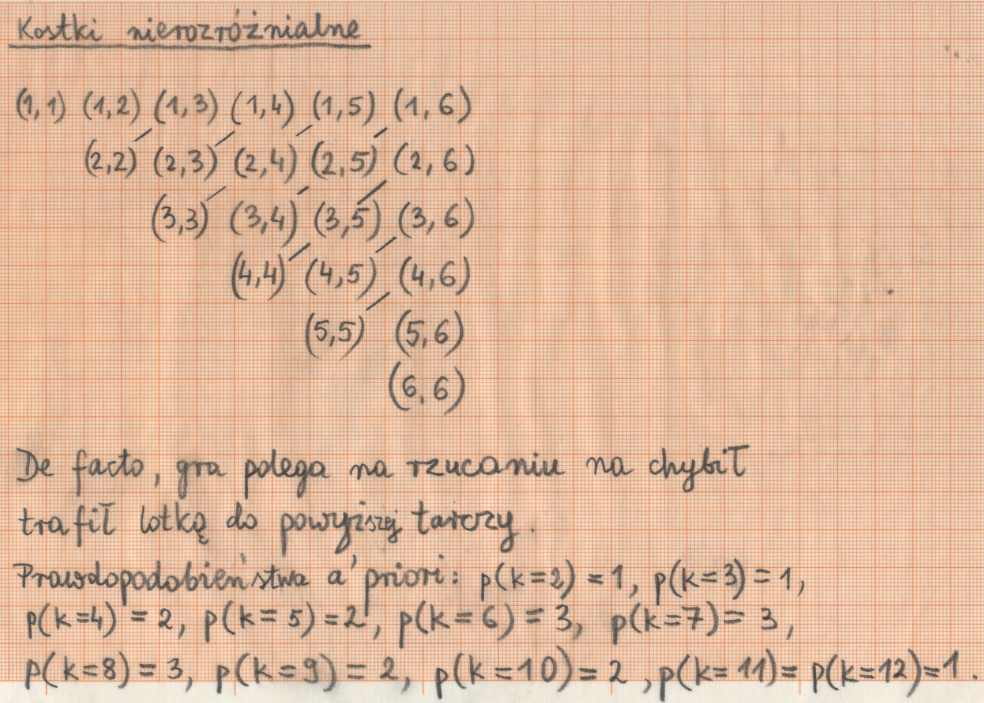 Kostki nierozróżnialne
(1,1) (1,2) (1,3) (1,4) (1,5) (1,6)
(2,2) (2,3) (2,4) (2,5) (2,6)
(3,3) (3,4) (3,5) (3,6)
(4,4) (4,5) (4,6)
(5,5) (5,6)
(6,6)
De facto, gra polega na rzucaniu na chybił
trafił lotką do powyższej tarczy.
Prawdopodobieństwa a' priori: p(k=2) = 1, p(k=3) = 1,
p(k=4) = 2, p(k=5) = 2, p(k=6) = 3, p(k=7) = 3,
p(k=8) = 3, p(k=9) = 2, p(k=10) = 2, p(k=11) = p(k=12) = 1.